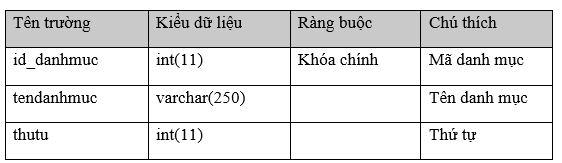 Tên trường Kiểu dữ liệu Ràng buộc Chú thích
id_danhmuc int(11) Khóa chính Mã danh mục
tendanhmuc varchar(250) Tên danh mục
thutu int(11) Thứ tự